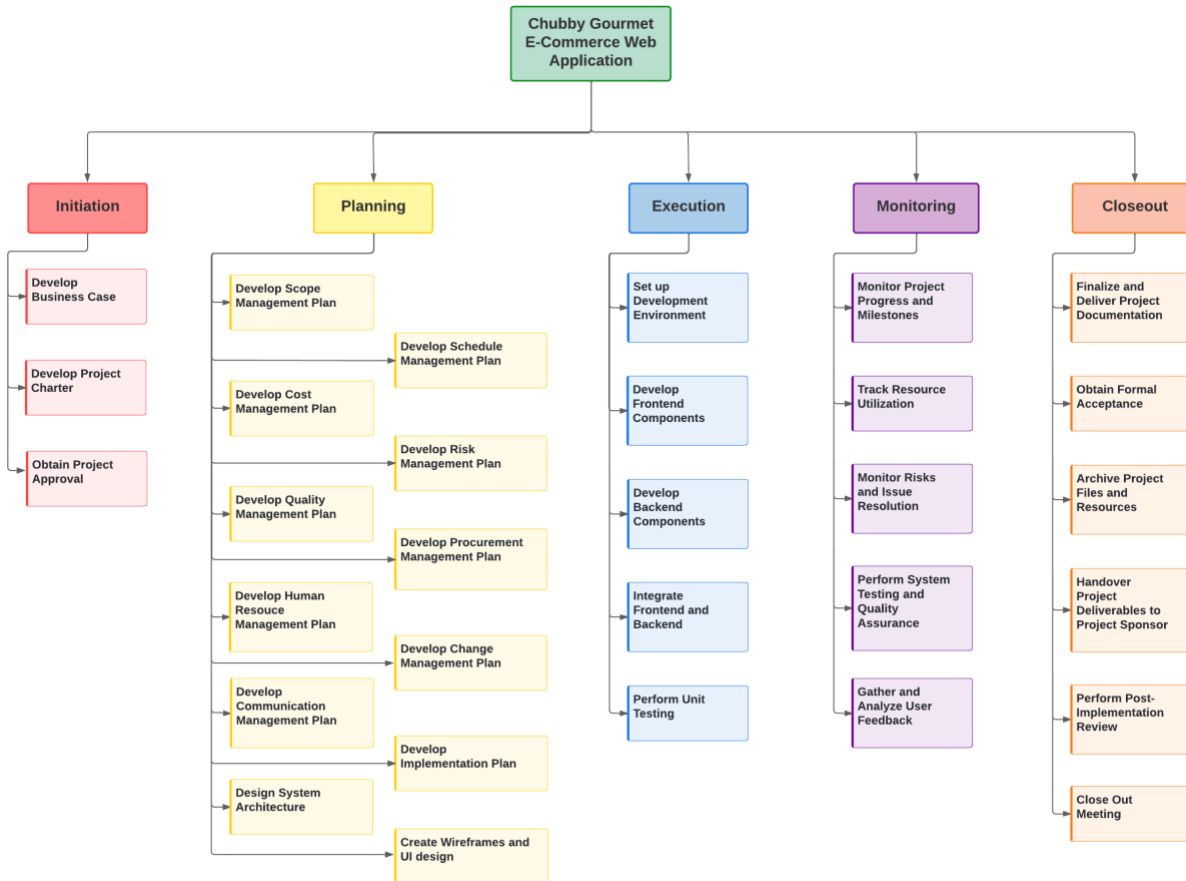 Chubby Gourmet
E-Commerce Web
Application
Initiation
Develop
Business Case
Develop Project
Charter
Obtain Project
Approval
Planning
Develop Scope
Management Plan
Develop Schedule
Management Plan
Develop Cost
Management Plan
Develop Risk
Management Plan
Develop Quality
Management Plan
Develop Procurement
Management Plan
Develop Human
Resouce
Management Plan
Develop Change
Management Plan
Develop
Communication
Management Plan
Develop
Implementation Plan
Design System
Architecture
Create Wireframes and
UI design
Execution
Set up
Development
Environment
Develop
Frontend
Components
Develop
Backend
Components
Integrate
Frontend and
Backend
Perform Unit
Testing
Monitoring
Monitor Project
Progress and
Milestones
Track Resource
Utilization
Monitor Risks
and Issue
Resolution
Perform System
Testing and
Quality
Assurance
Gather and
Analyze User
Feedback
Closeout
Finalize and
Deliver Project
Documentation
Obtain Formal
Acceptance
Archive Project
Files and
Resources
Handover
Project
Deliverables to
Project Sponsor
Perform Post-
Implementation
Review
Close Out
Meeting